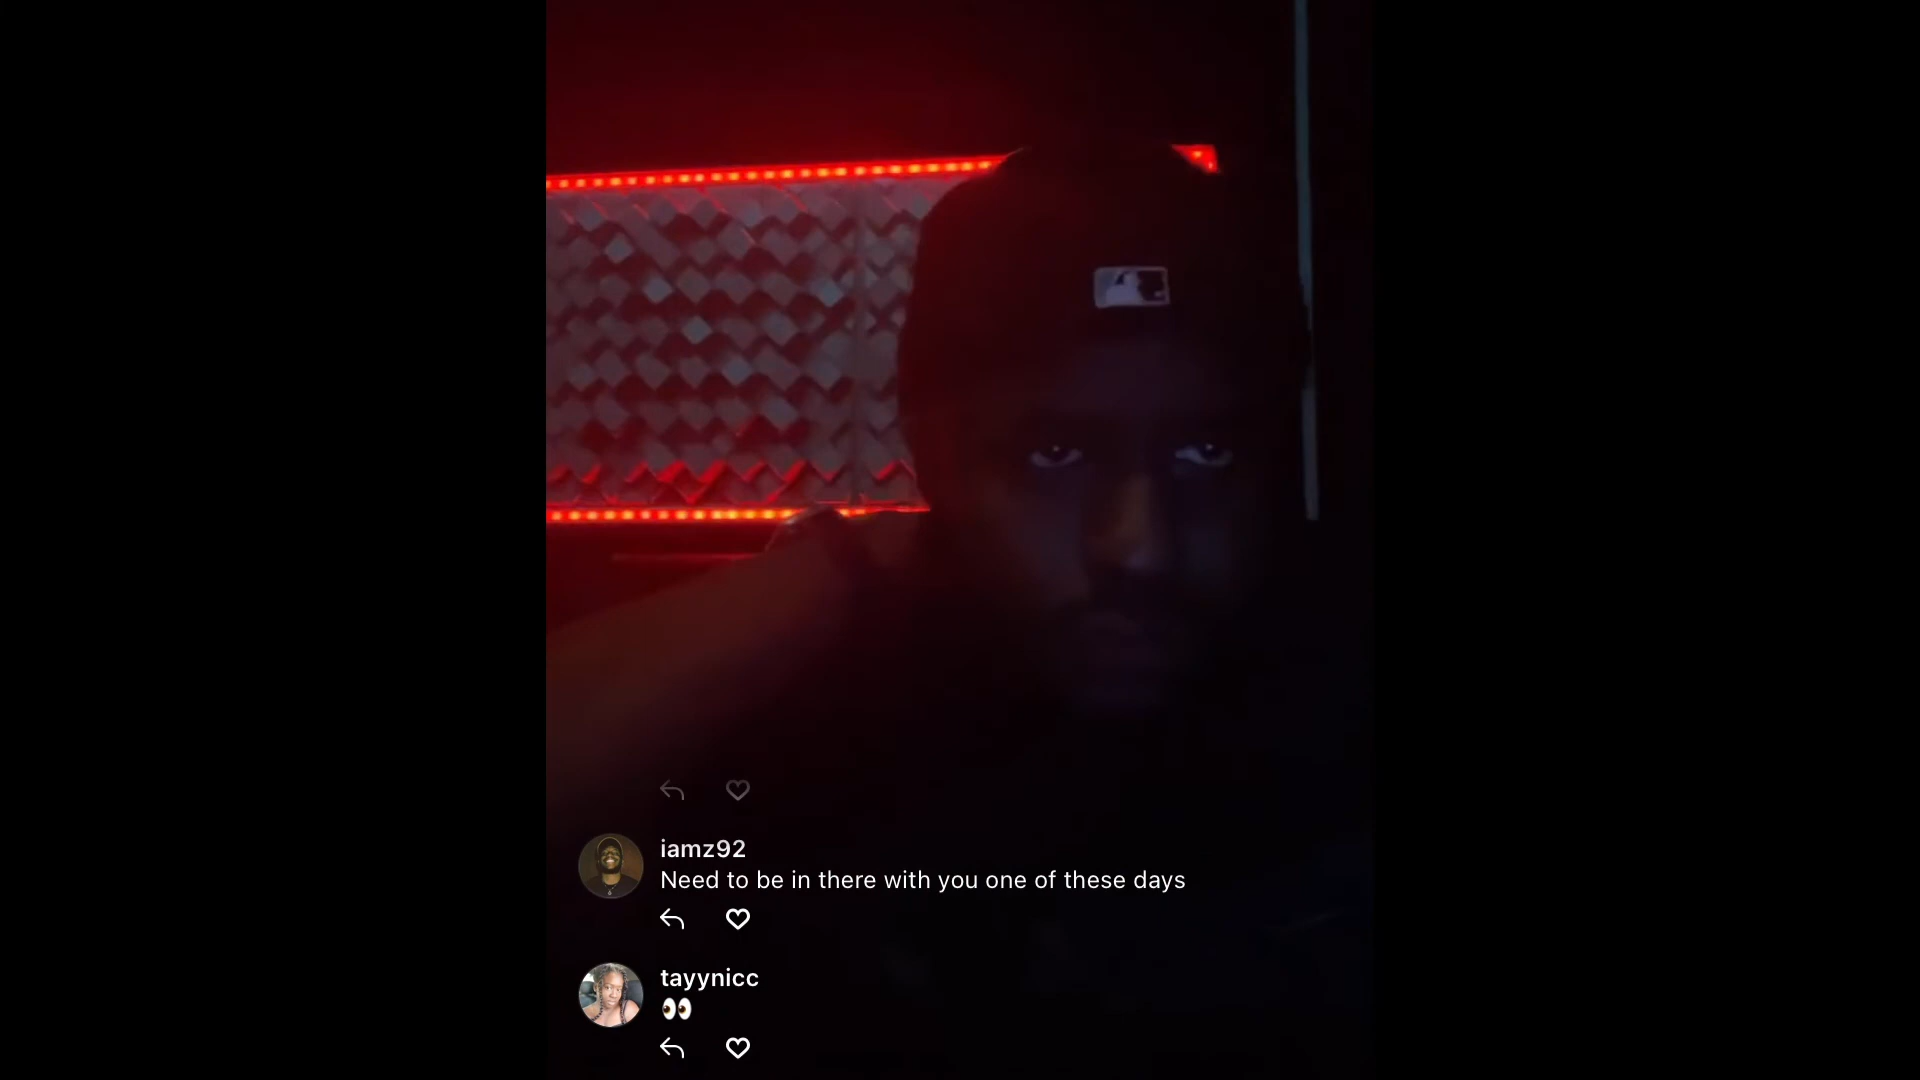 iamz92
Need to be in there with you one of these days
tayynicc
👀